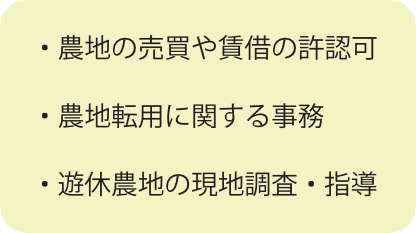 ・農地の売買や賃借の許認可
・農地転用に関する事務
・遊休農地の現地調査・指導